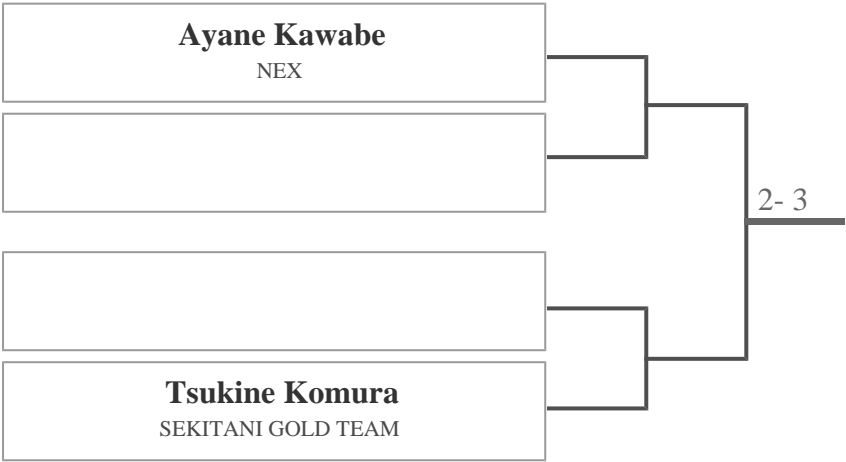 Ayane Kawabe
NEX
2- 3
Tsukine Komura
SEKITANI GOLD TEAM